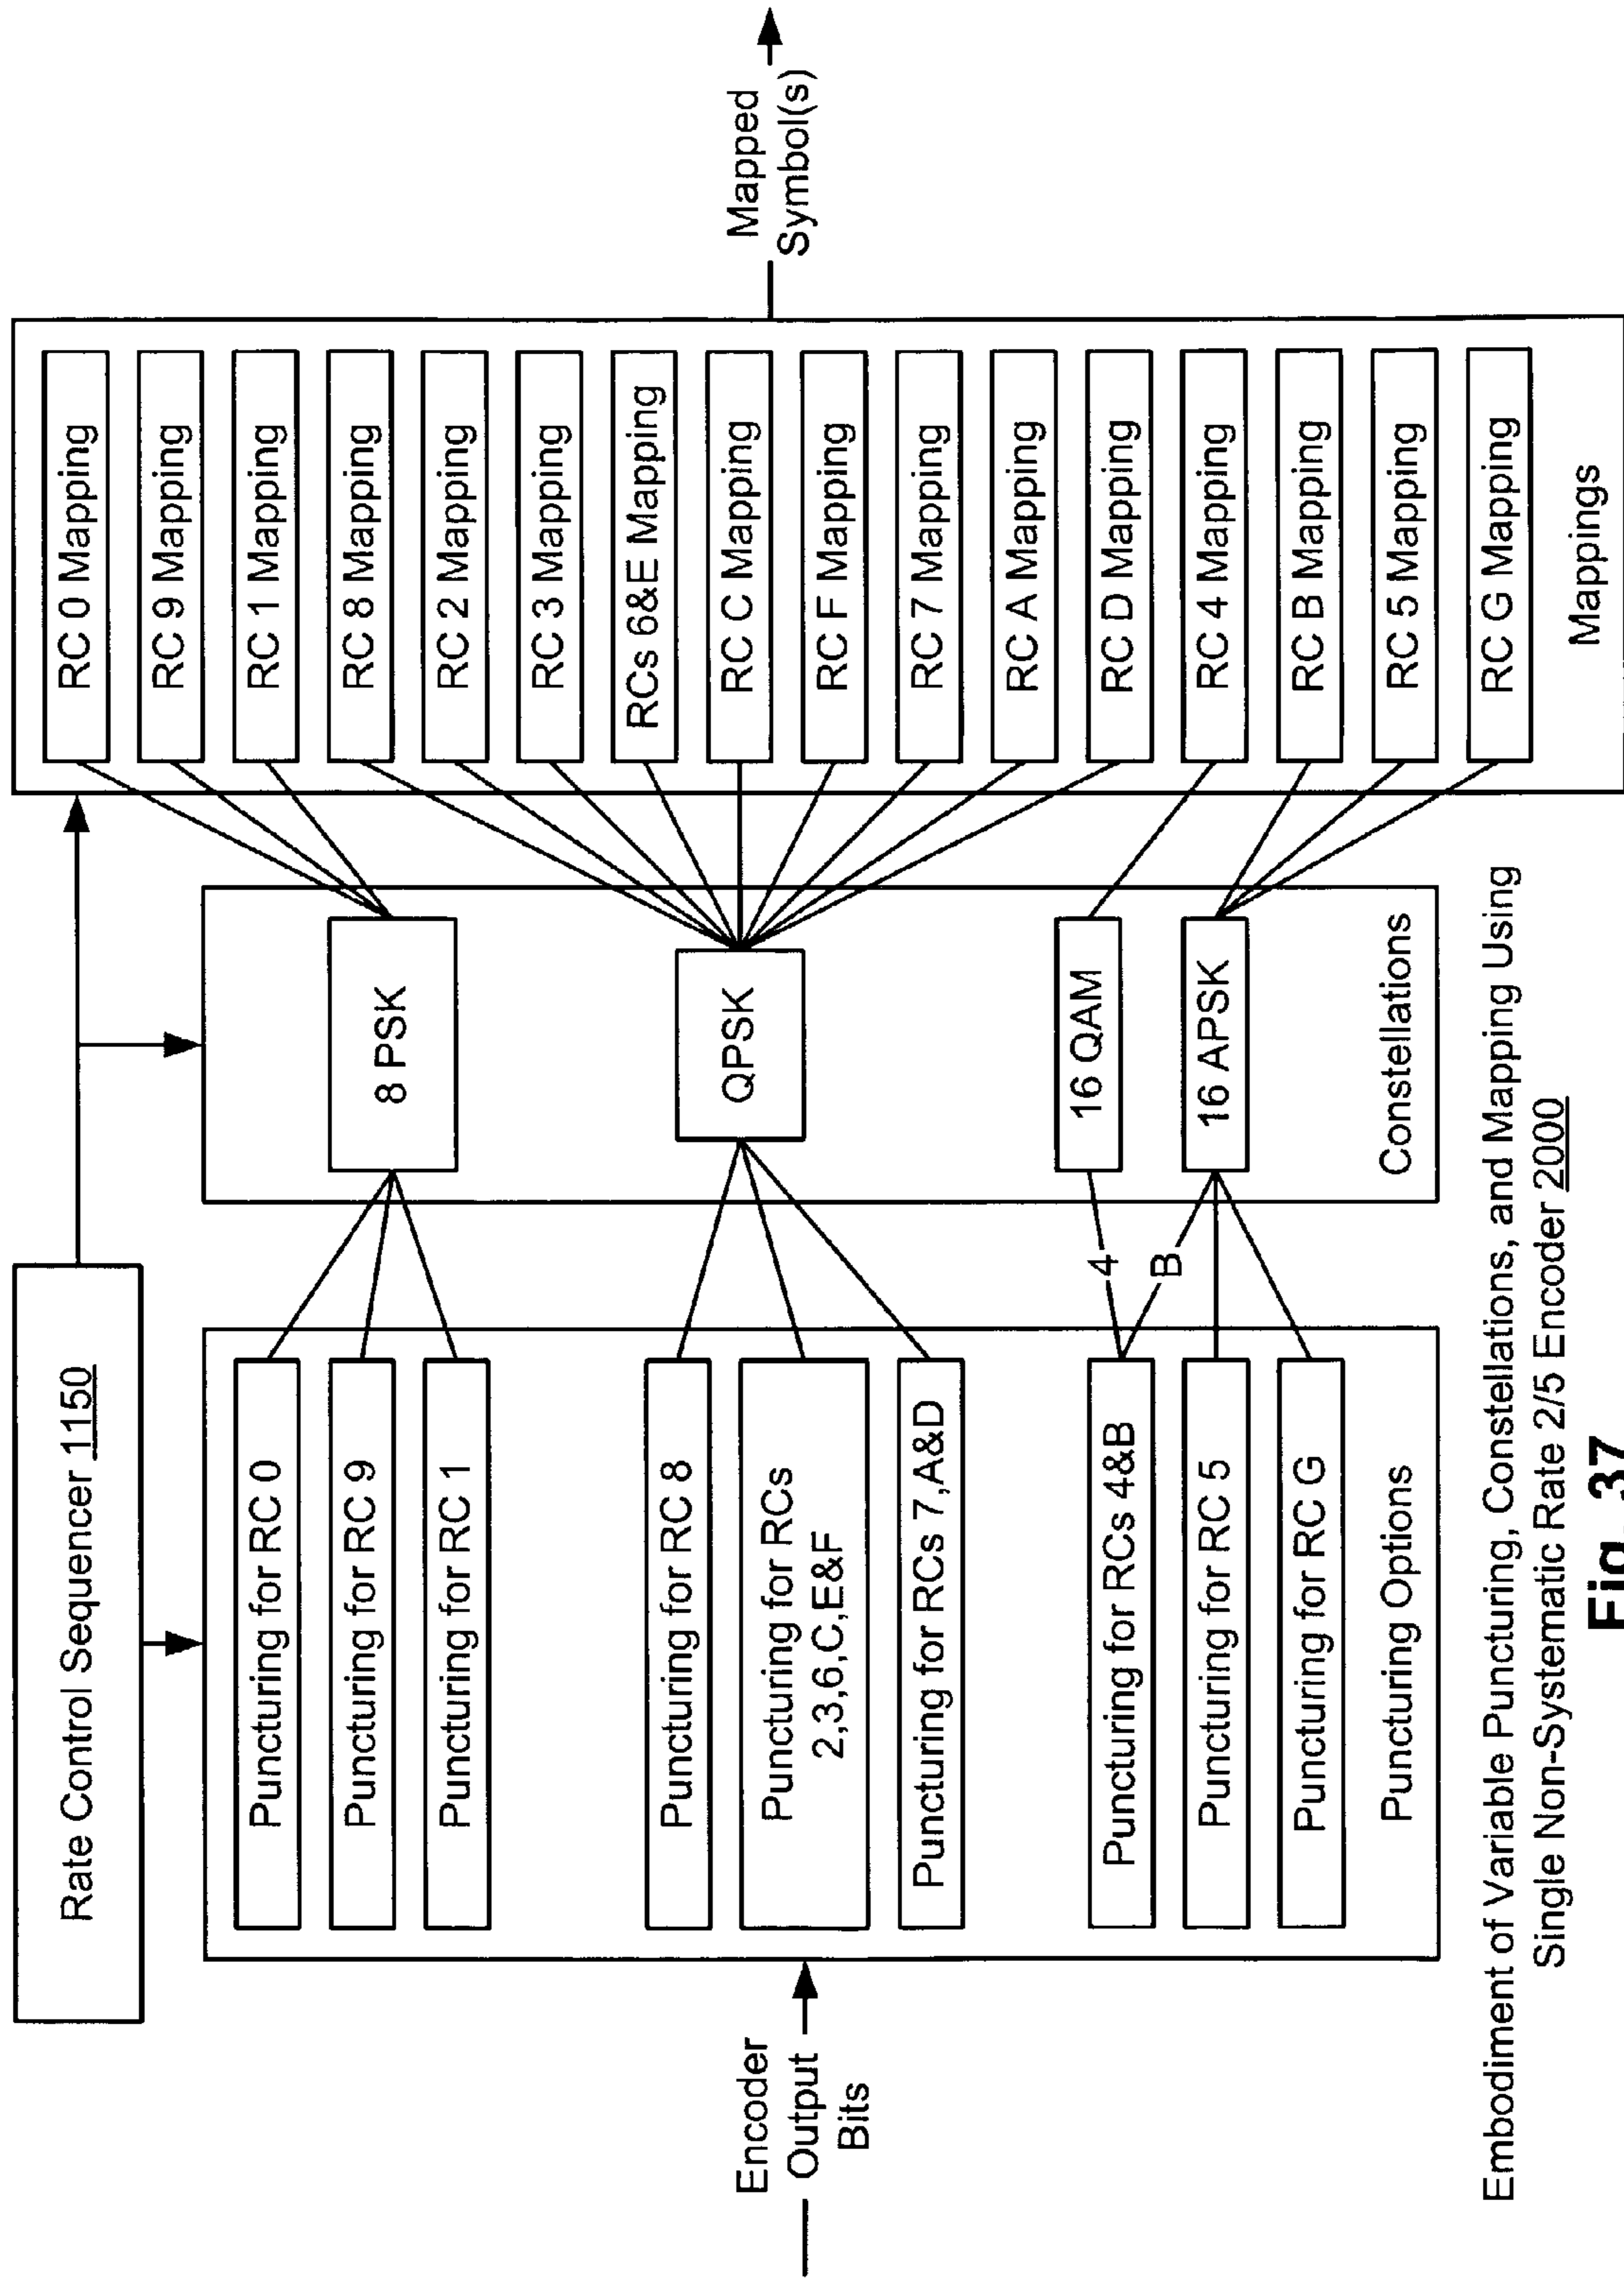 Rate Control Sequencer 1150
Encoder
Output
Bits
Puncturing for RC 0
Puncturing for RC 9
Puncturing for RC 1
Puncturing for RC 8
Puncturing for RCs
2,3,6,C,E&F
Puncturing for RCs 7,A&D
Puncturing for RCs 4&B
Puncturing for RC 5
Puncturing for RC G
Puncturing Options
4
B
8 PSK
QPSK
16 QAM
16 APSK
Constellations
RC 0 Mapping
RC 9 Mapping
RC 1 Mapping
RC 8 Mapping
RC 2 Mapping
RC 3 Mapping
RCs 6&E Mapping
RC C Mapping
RC F Mapping
RC 7 Mapping
RC A Mapping
RC D Mapping
RC 4 Mapping
RC B Mapping
RC 5 Mapping
RC G Mapping
Mappings
Mapped
Symbol(s)
Embodiment of Variable Puncturing, Constellations, and Mapping Using
Single Non-Systematic Rate 2/5 Encoder 2000
Fig. 37